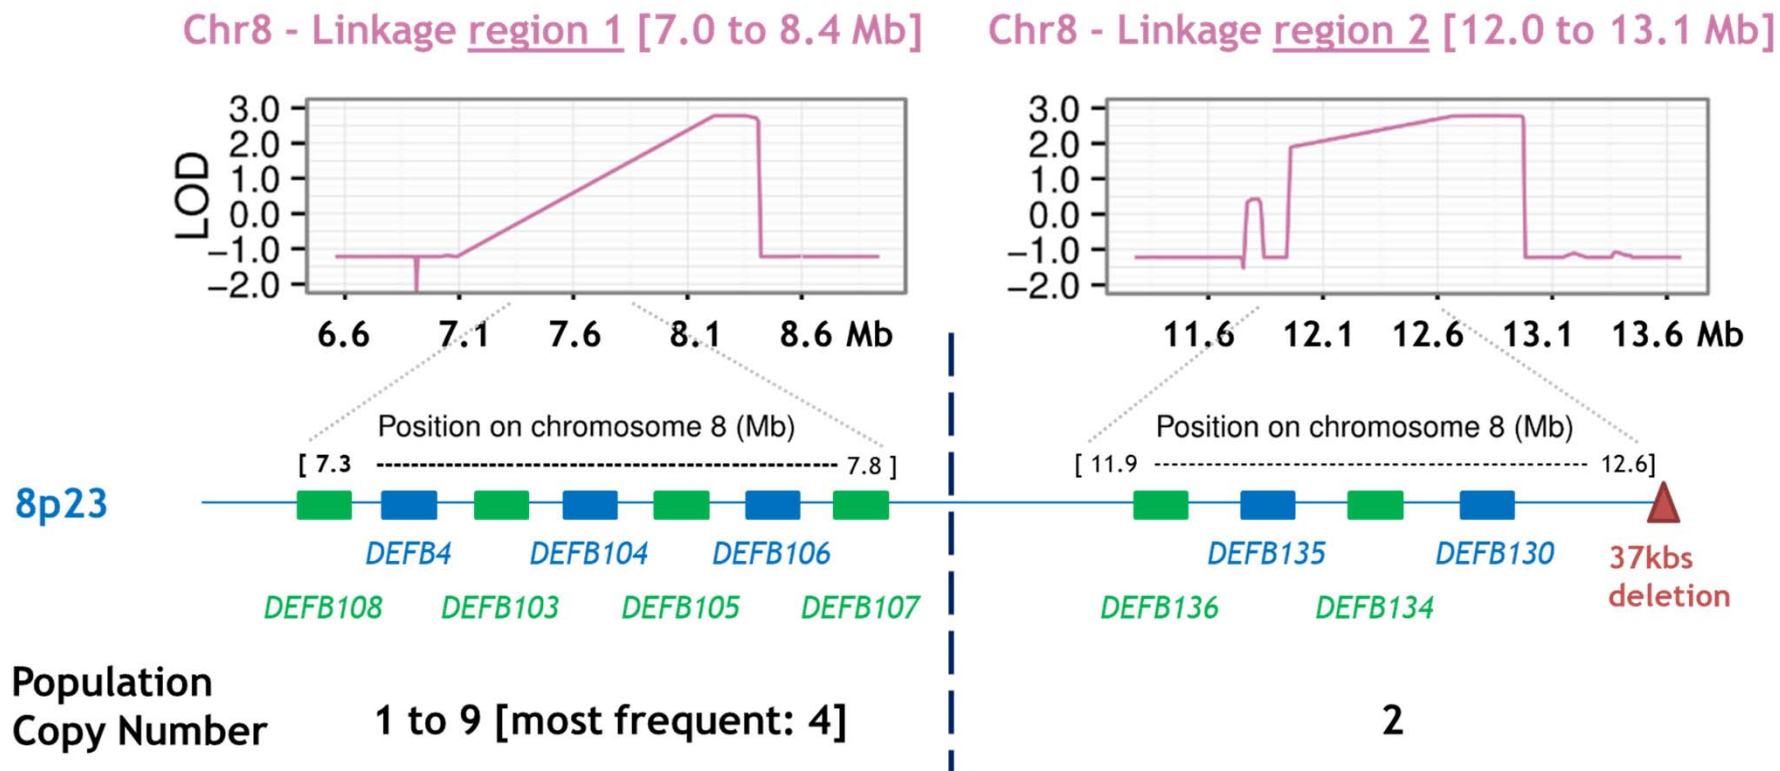 Chr8 - Linkage region 1 [7.0 to 8.4 Mb]
Chr8 - Linkage region 2 [12.0 to 13.1 Mb]
LOD
3.0
2.0
1.0
0.0
−1.0
−2.0
6.6 7.1 7.6 8.1 8.6 Mb
3.0
2.0
1.0
0.0
−1.0
−2.0
11.6 12.1 12.6 13.1 13.6 Mb
Position on chromosome 8 (Mb)
[ 7.3 7.8 ]
Position on chromosome 8 (Mb)
[ 11.9 12.6]
8p23
DEFB4 DEFB104 DEFB106
DEFB108 DEFB103 DEFB105 DEFB107
DEFB135 DEFB130
DEFB136 DEFB134
37kbs
deletion
Population
Copy Number
1 to 9 [most frequent: 4]
2